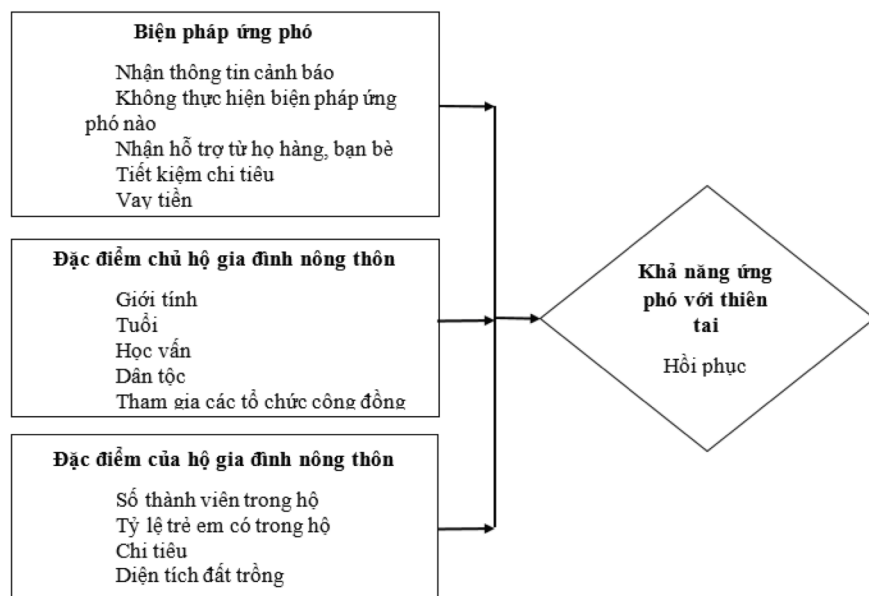 Biện pháp ứng phó
Nhận thông tin cảnh báo
Không thực hiện biện pháp ứng
phó nào
Nhận hỗ trợ từ họ hàng, bạn bè
Tiết kiệm chi tiêu
Vay tiền
Đặc điểm chủ hộ gia đình nông thôn
Giới tính
Tuổi
Học vấn
Dân tộc
Tham gia các tổ chức công đồng
Đặc điểm của hộ gia đình nông thôn
Số thành viên trong hộ
Tỷ lệ trẻ em có trong hộ
Chi tiêu
Diện tích đất trồng
Khả năng ứng
phó với thiên
tai
Hồi phục